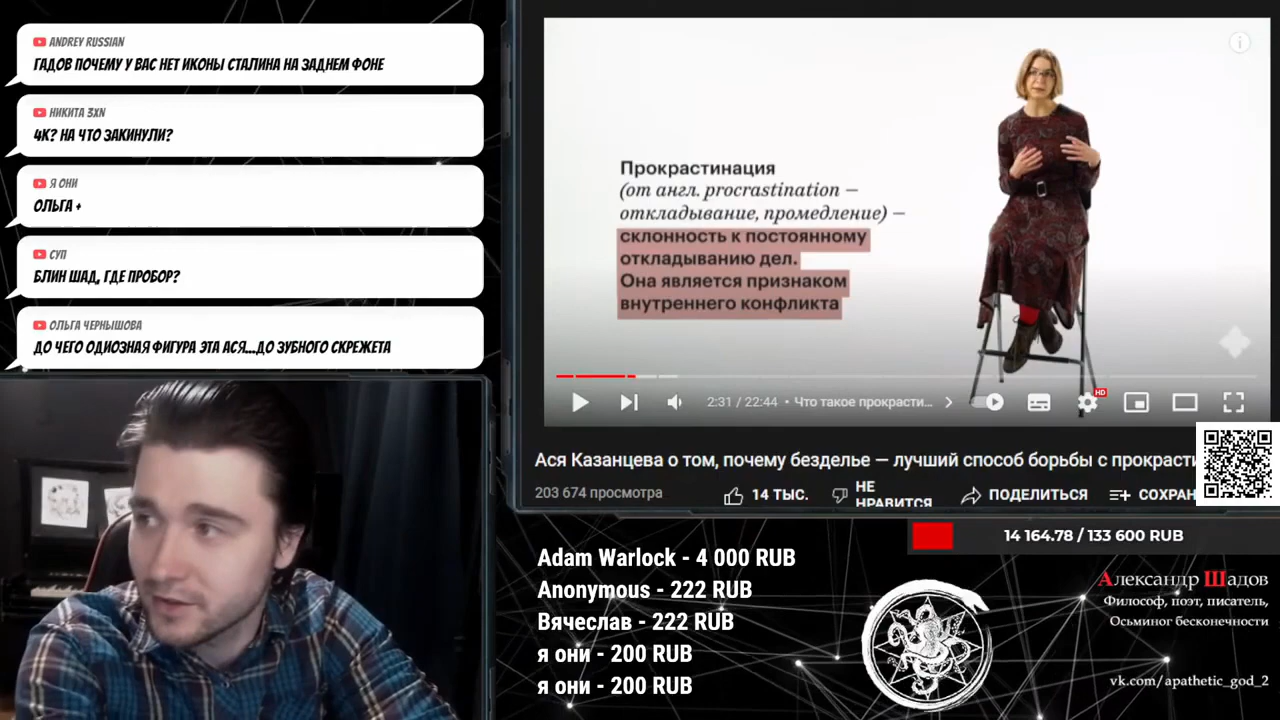 ANDREY RUSSIAN
ГАДОВ ПОЧЕМУ У ВАС НЕТ ИКОНЫ СТАЛИНА НА ЗАДНЕМ ФОНЕ
НИКИТА 3XN
4К? НА ЧТО ЗАКИНУЛИ?
Я ОНИ
ОЛЬГА +
СУП
БЛИН ШАД, ГДЕ ПРОБОР?
ОЛЬГА ЧЕРНЫШОВА
ДО ЧЕГО ОДИОЗНАЯ ФИГУРА ЭТА АСЯ...ДО ЗУБНОГО СКРЕЖЕТА
Прокрастинация
(от англ. procrastination —
откладывание, промедление) —
склонность к постоянному
откладыванию дел.
Она является признаком
внутреннего конфликта
2:31 / 22:44 • Что такое прокрасти...
HD
Ася Казанцева о том, почему безделье — лучший способ борьбы с прокрасти
203 674 просмотра
14 ТЫС.
НЕ НРАВИТСЯ
ПОДЕЛИТЬСЯ
СОХРАН
14 164.78 / 133 600 RUB
Adam Warlock - 4 000 RUB
Anonymous - 222 RUB
Вячеслав - 222 RUB
я они - 200 RUB
я они - 200 RUB
Александр Шадов
Философ, поэт, писатель,
Осьминог бесконечности
vk.com/apathetic_god_2